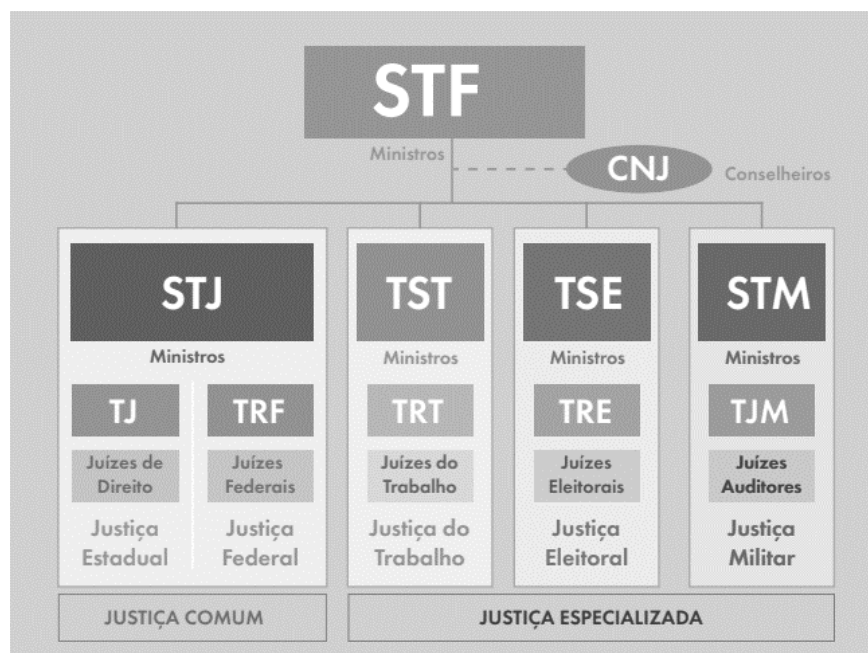 STF
Ministros
CNJ
Conselheiros
STJ
Ministros
TJ
TRF
Juízes de
Direito
Juízes
Federais
Justiça
Estadual
Justiça
Federal
TST
Ministros
TRT
Juízes do
Trabalho
Justiça do
Trabalho
TSE
Ministros
TRE
Juízes
Eleitorais
Justiça
Eleitoral
STM
Ministros
TJM
Juízes
Auditores
Justiça
Militar
JUSTIÇA COMUM
JUSTIÇA ESPECIALIZADA